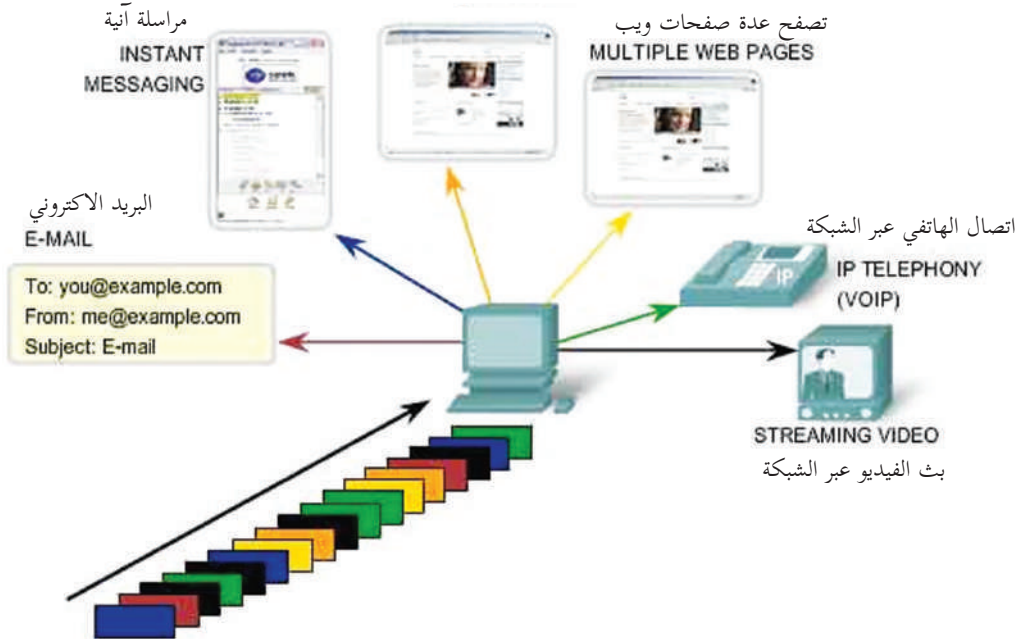 مراسلة آنية
INSTANT
MESSAGING
تصفح عدة صفحات ويب
MULTIPLE WEB PAGES
البريد الاكتروني
E-MAIL
To: you@example.com
From: me@example.com
Subject: E-mail
اتصال الهاتفي عبر الشبكة
IP
IP TELEPHONY
(VOIP)
STREAMING VIDEO
بث الفيديو عبر الشبكة